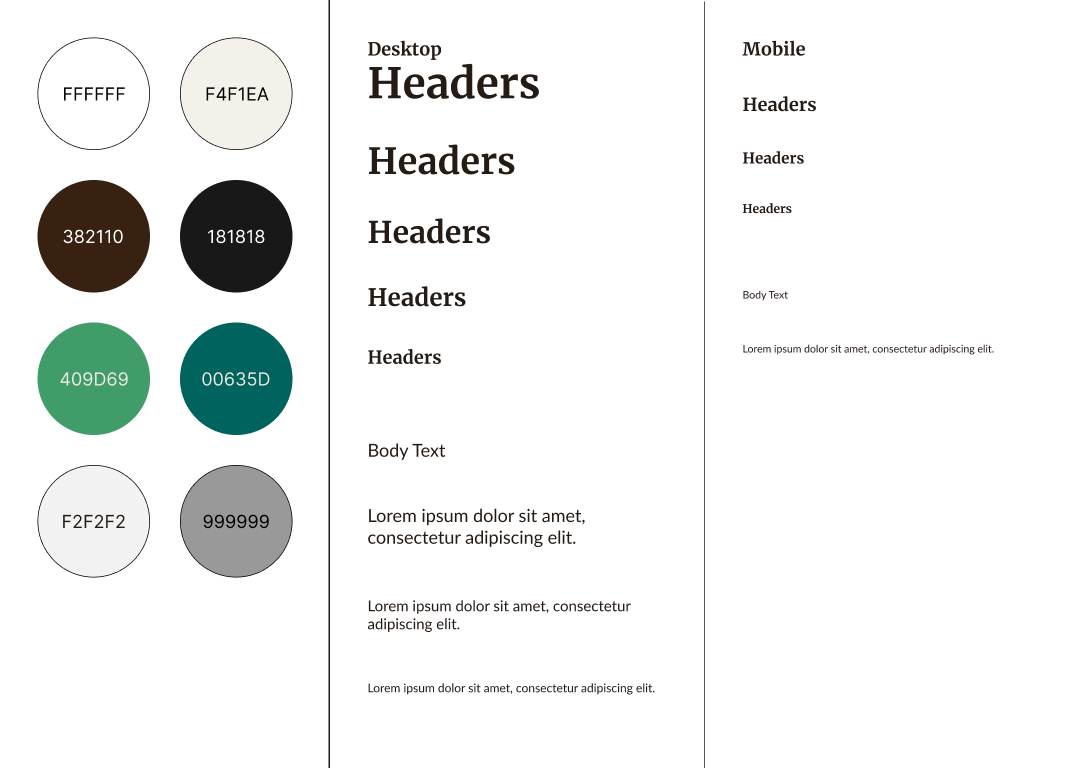 FFFFFF
F4F1EA
382110
181818
409D69
00635D
F2F2F2
999999
Desktop
Headers
Headers
Headers
Headers
Headers
Body Text
Lorem ipsum dolor sit amet,
consectetur adipiscing elit.
Lorem ipsum dolor sit amet, consectetur
adipiscing elit.
Lorem ipsum dolor sit amet, consectetur adipiscing elit.
Mobile
Headers
Headers
Headers
Body Text
Lorem ipsum dolor sit amet, consectetur adipiscing elit.